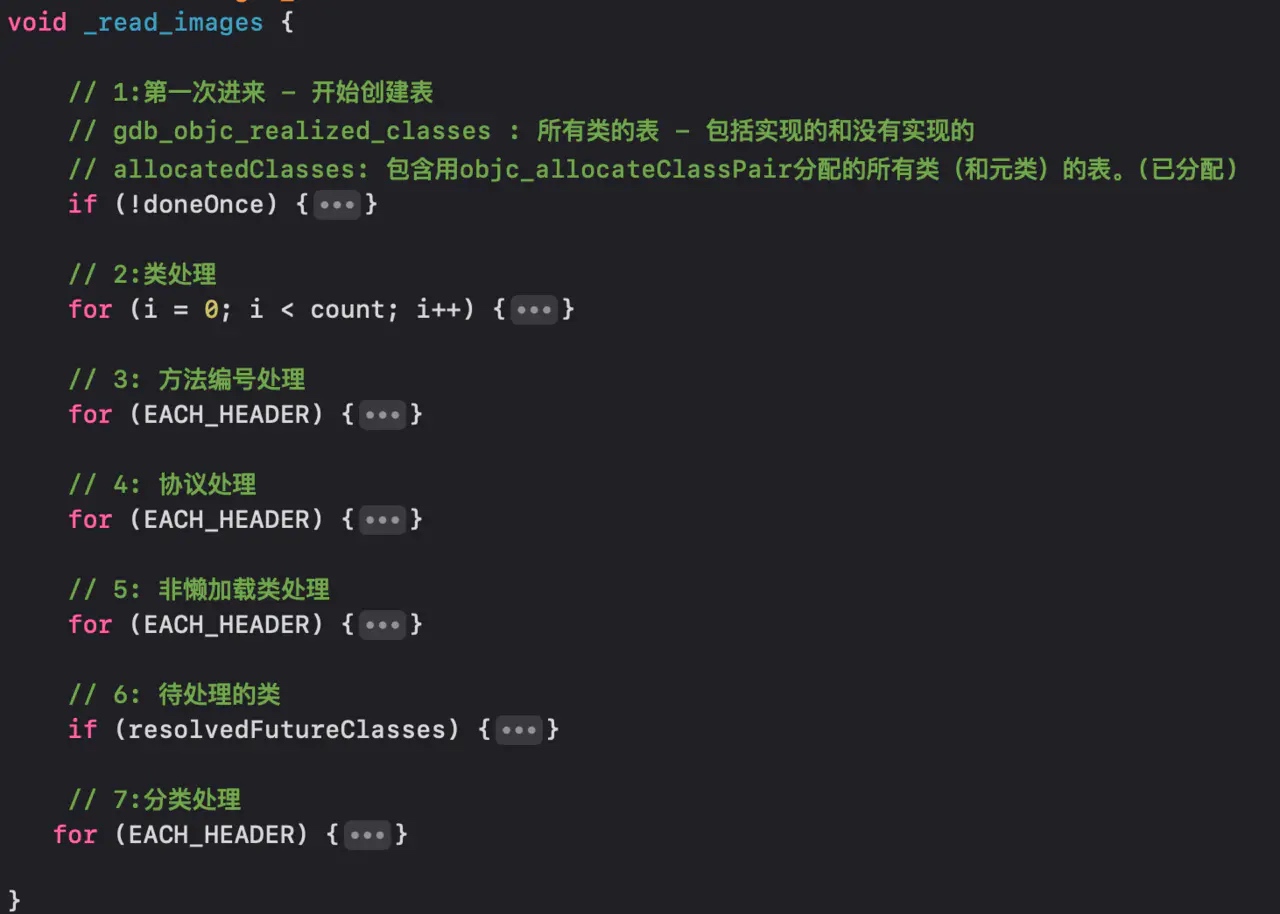 void _read_images {
// 1:第一次进来 - 开始创建表
// gdb_objc_realized_classes : 所有类的表 - 包括实现的和没有实现的
// allocatedClasses: 包含用objc_allocateClassPair分配的所有类（和元类）的表。（已分配）
if (!doneOnce) {•••}
// 2:类处理
for (i = 0; i < count; i++) {•••}
// 3: 方法编号处理
for (EACH_HEADER) {•••}
// 4: 协议处理
for (EACH_HEADER) {•••}
// 5: 非懒加载类处理
for (EACH_HEADER) {•••}
// 6: 待处理的类
if (resolvedFutureClasses) {•••}
// 7:分类处理
for (EACH_HEADER) {•••}
}